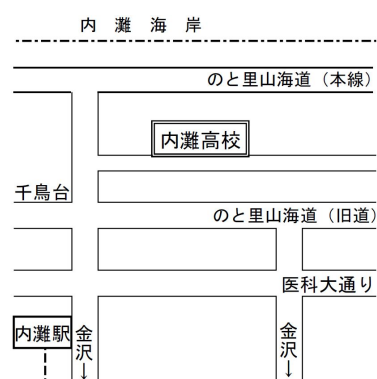 内灘海岸
のと里山海道（本線）
内灘高校
千鳥台
のと里山海道（旧道）
医科大通り
内灘駅
金沢↓
金沢↓